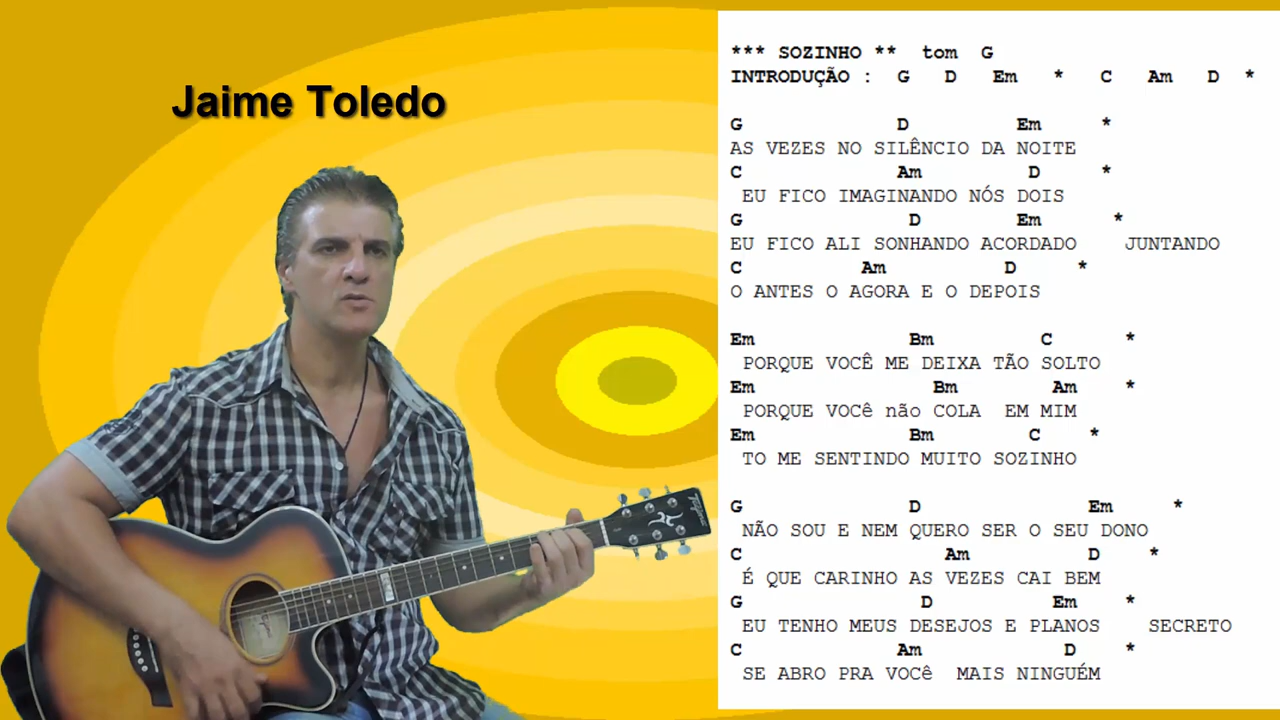 Jaime Toledo
*** SOZINHO ** tom G
INTRODUÇÃO : G D Em * C Am D *
G D Em *
AS VEZES NO SILÊNCIO DA NOITE
C Am D *
EU FICO IMAGINANDO NÓS DOIS
G D Em *
EU FICO ALI SONHANDO ACORDADO JUNTANDO
C Am D *
O ANTES O AGORA E O DEPOIS
Em Bm C *
PORQUE VOCÊ ME DEIXA TÃO SOLTO
Em Bm Am *
PORQUE VOCê não COLA EM MIM
Em Bm C *
TO ME SENTINDO MUITO SOZINHO
G D Em *
NÃO SOU E NEM QUERO SER O SEU DONO
C Am D *
É QUE CARINHO AS VEZES CAI BEM
G D Em *
EU TENHO MEUS DESEJOS E PLANOS SECRETO
C Am D *
SE ABRO PRA VOCê MAIS NINGUÉM